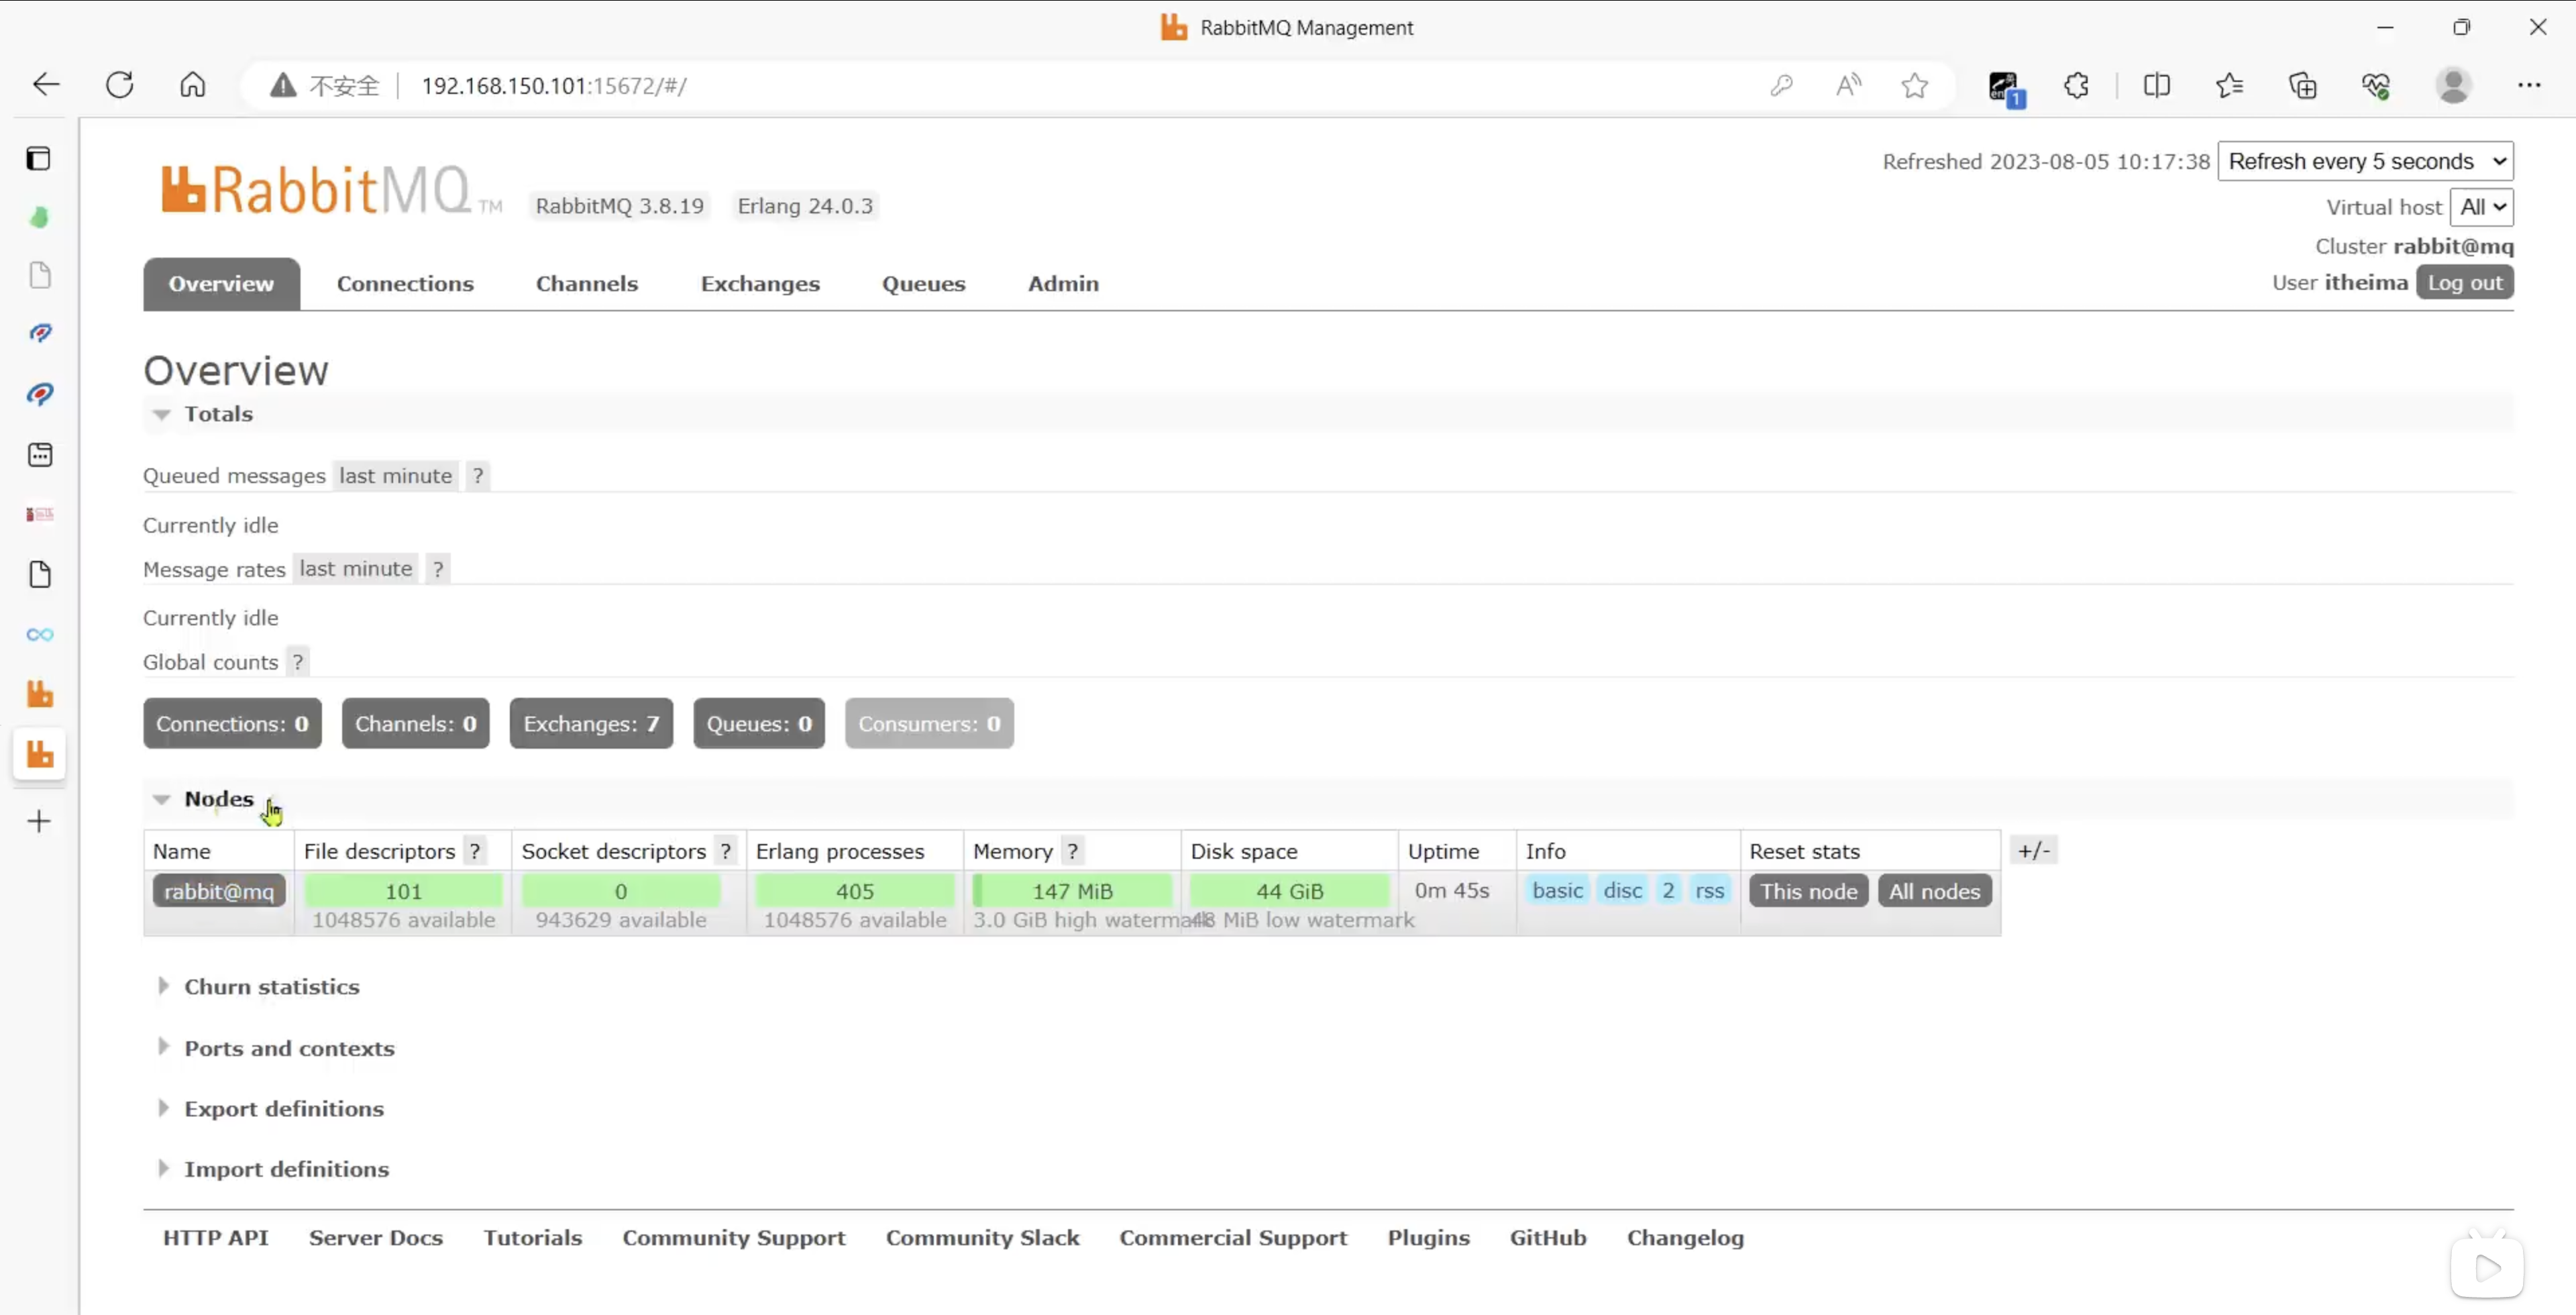 RabbitMQ Management
不安全 192.168.150.101:15672/#/
1
RabbitMQ TM RabbitMQ 3.8.19 Erlang 24.0.3
Refreshed 2023-08-05 10:17:38 Refresh every 5 seconds
Virtual host All
Cluster rabbit@mq
User itheima Log out
Overview Connections Channels Exchanges Queues Admin
Overview
Totals
Queued messages last minute ?
Currently idle
Message rates last minute ?
Currently idle
Global counts ?
Connections: 0 Channels: 0 Exchanges: 7 Queues: 0 Consumers: 0
Nodes
Name File descriptors ? Socket descriptors ? Erlang processes Memory ? Disk space Uptime Info Reset stats +/-
rabbit@mq 101 0 405 147 MiB 44 GiB 0m 45s basic disc 2 rss This node All nodes
1048576 available 943629 available 1048576 available 3.0 GiB high watermark 48 MiB low watermark
Churn statistics
Ports and contexts
Export definitions
Import definitions
HTTP API Server Docs Tutorials Community Support Community Slack Commercial Support Plugins GitHub Changelog